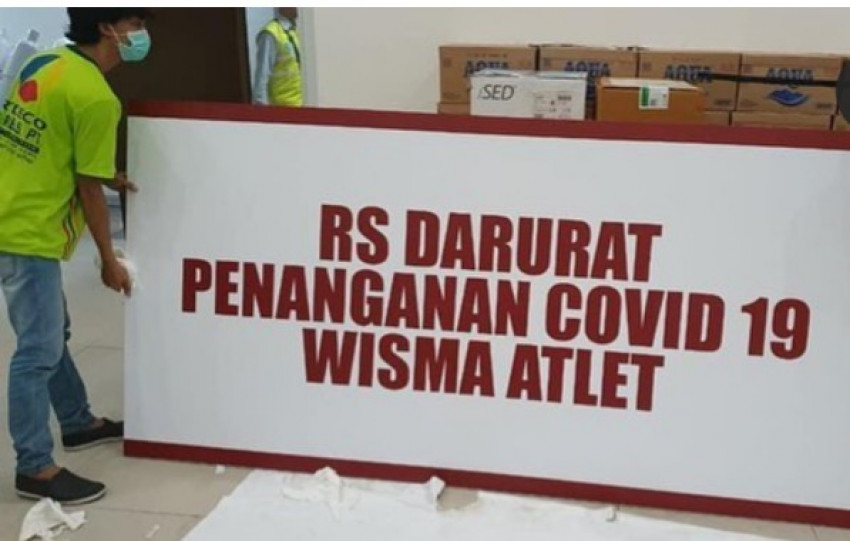 RS DARURAT
PENANGANAN COVID 19
WISMA ATLET
AQUA
AQUA
AQUA
AQUA
SED